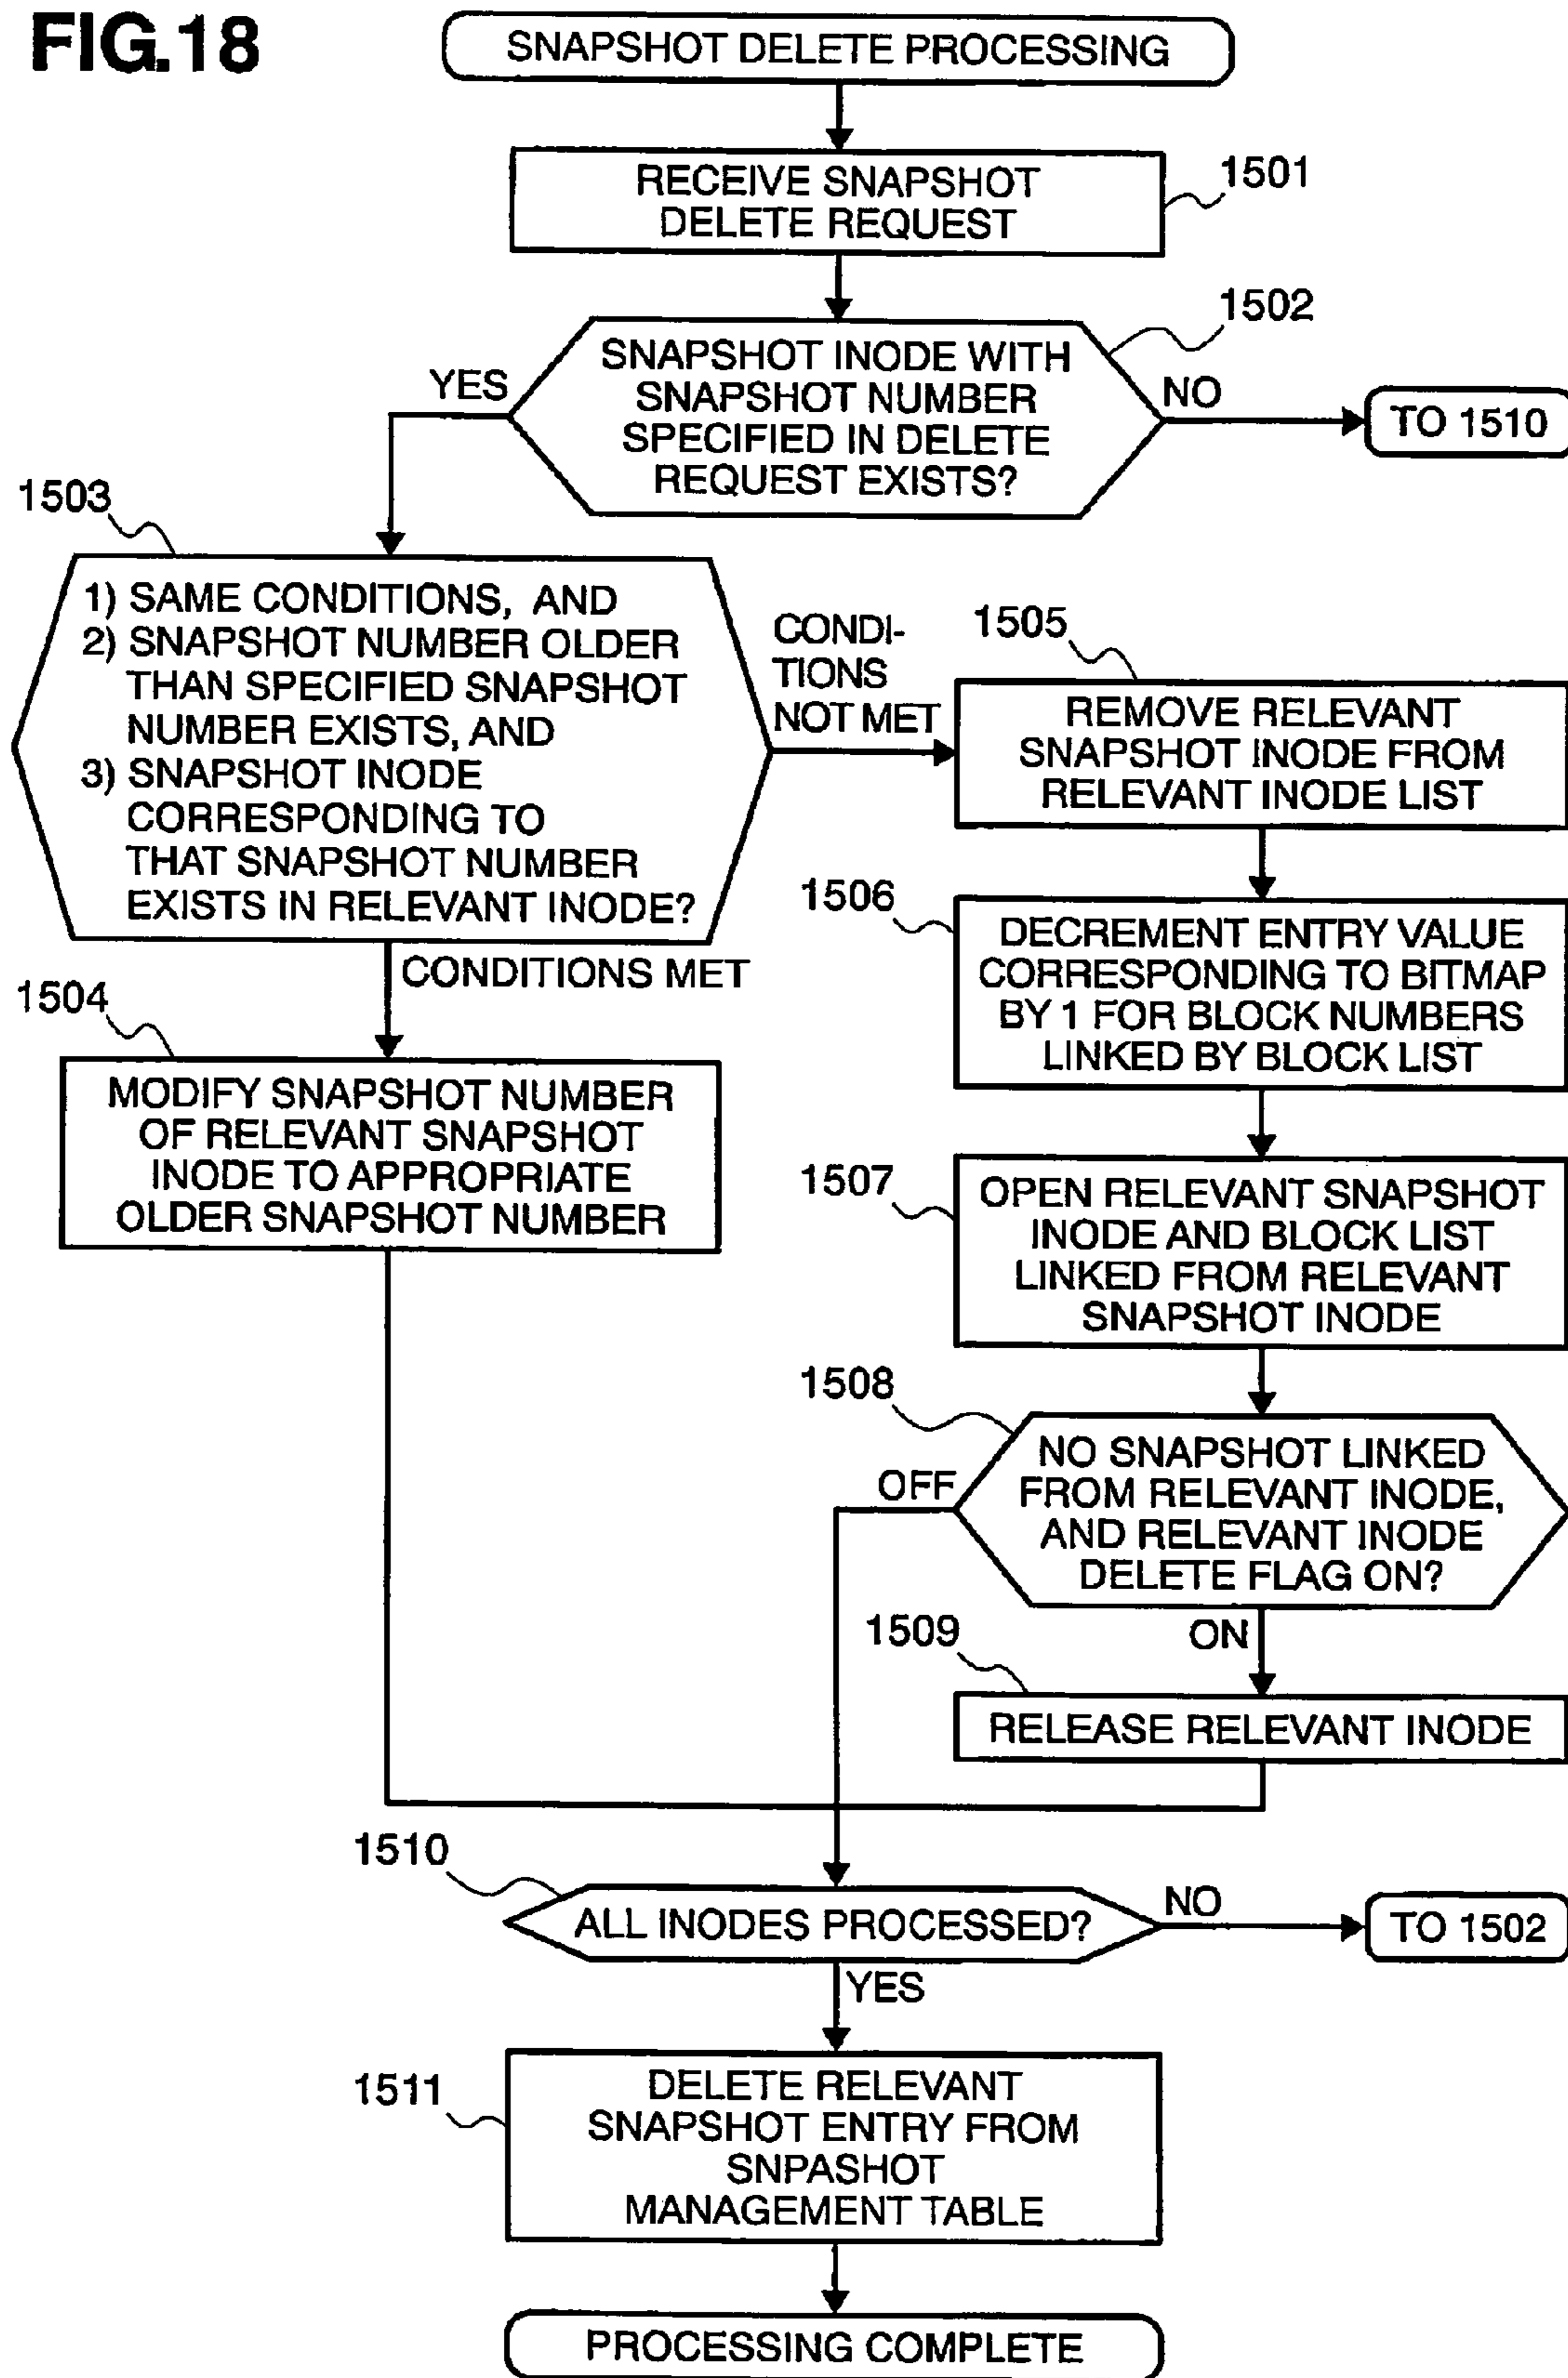 FIG.18
SNAPSHOT DELETE PROCESSING
RECEIVE SNAPSHOT
DELETE REQUEST
1501
1502
SNAPSHOT INODE WITH
SNAPSHOT NUMBER
SPECIFIED IN DELETE
REQUEST EXISTS?
YES
NO
TO 1510
1503
1) SAME CONDITIONS, AND
2) SNAPSHOT NUMBER OLDER
THAN SPECIFIED SNAPSHOT
NUMBER EXISTS, AND
3) SNAPSHOT INODE
CORRESPONDING TO
THAT SNAPSHOT NUMBER
EXISTS IN RELEVANT INODE?
CONDI-
TIONS
NOT MET
1505
REMOVE RELEVANT
SNAPSHOT INODE FROM
RELEVANT INODE LIST
CONDITIONS MET
1504
MODIFY SNAPSHOT NUMBER
OF RELEVANT SNAPSHOT
INODE TO APPROPRIATE
OLDER SNAPSHOT NUMBER
1506
DECREMENT ENTRY VALUE
CORRESPONDING TO BITMAP
BY 1 FOR BLOCK NUMBERS
LINKED BY BLOCK LIST
1507
OPEN RELEVANT SNAPSHOT
INODE AND BLOCK LIST
LINKED FROM RELEVANT
SNAPSHOT INODE
1508
NO SNAPSHOT LINKED
FROM RELEVANT INODE,
AND RELEVANT INODE
DELETE FLAG ON?
OFF
ON
1509
RELEASE RELEVANT INODE
1510
ALL INODES PROCESSED?
NO
TO 1502
YES
1511
DELETE RELEVANT
SNAPSHOT ENTRY FROM
SNPASHOT
MANAGEMENT TABLE
PROCESSING COMPLETE